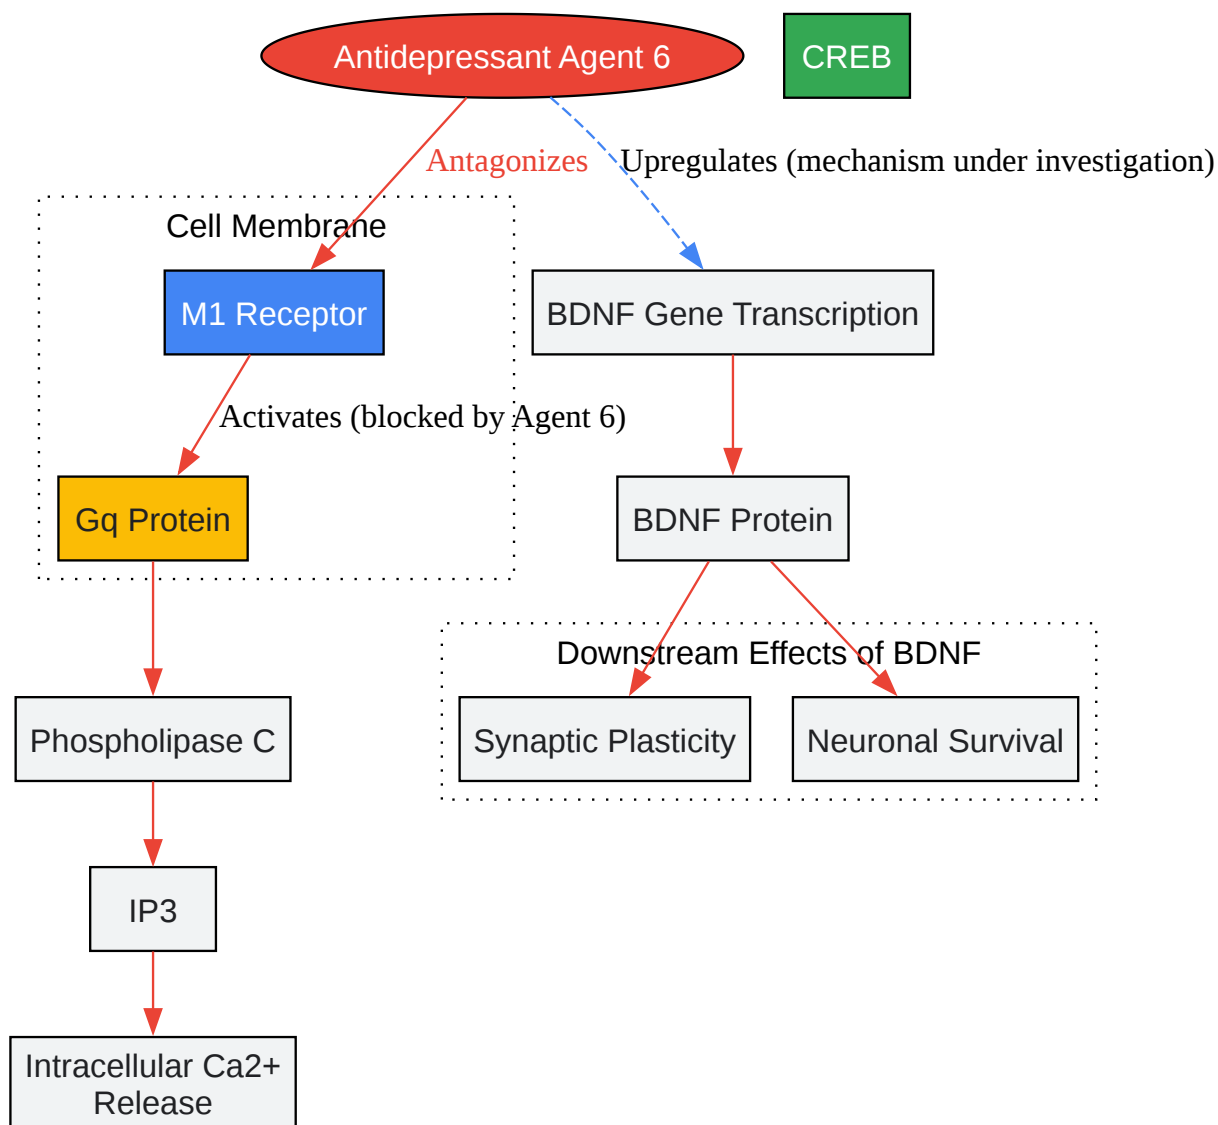 Antidepressant Agent 6
CREB
Antagonizes
Upregulates (mechanism under investigation)
Cell Membrane
M1 Receptor
BDNF Gene Transcription
Activates (blocked by Agent 6)
Gq Protein
BDNF Protein
Downstream Effects of BDNF
Phospholipase C
Synaptic Plasticity
Neuronal Survival
IP3
Intracellular Ca2+
Release